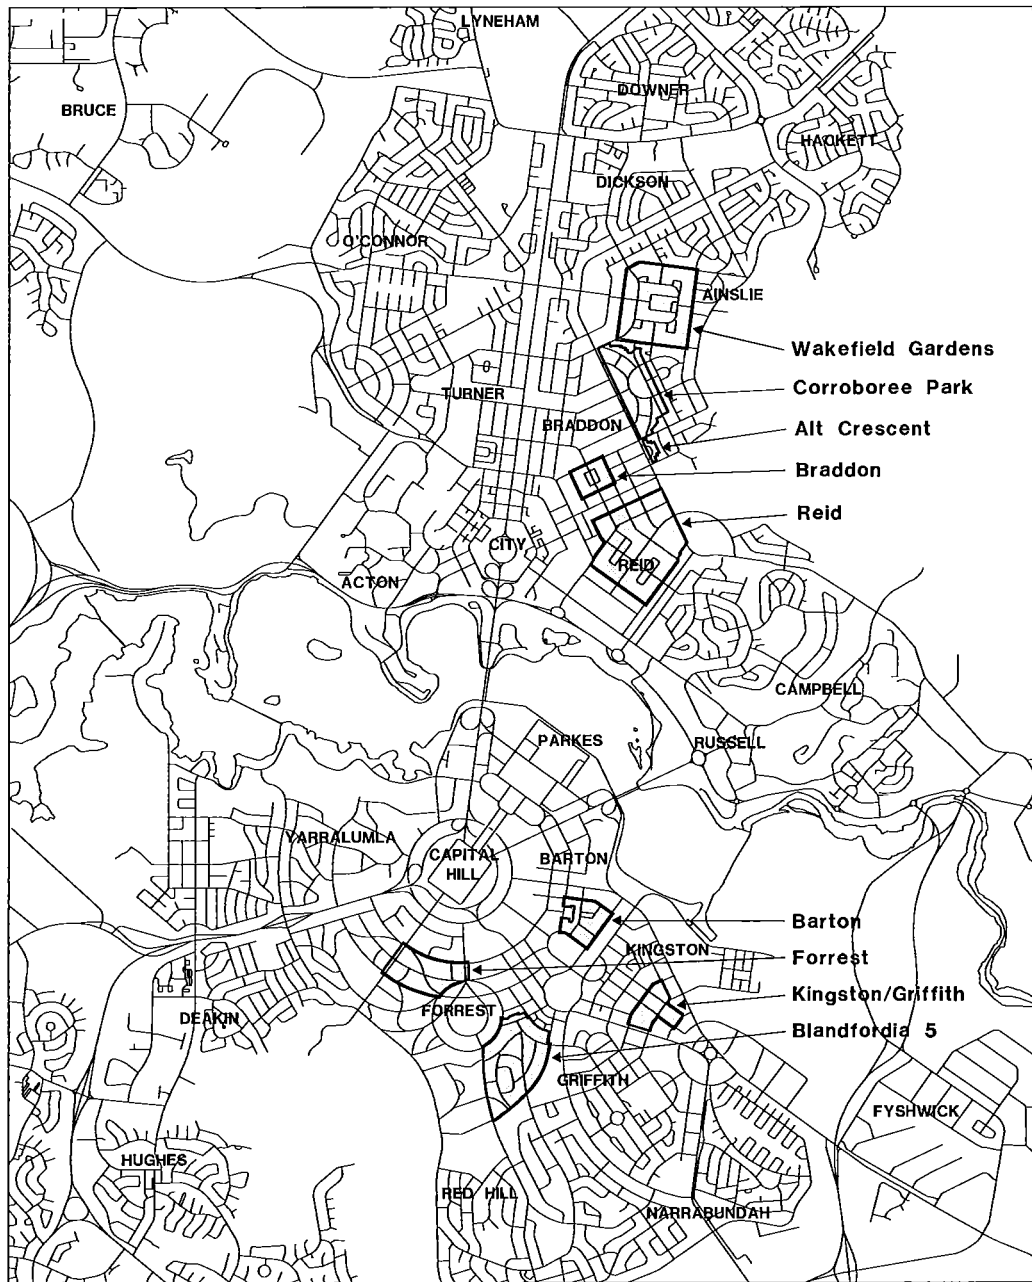 LYNEHAM
DOWNER
BRUCE
HACKETT
DICKSON
O'CONNOR
AINSLIE
Wakefield Gardens
Corroboree Park
TURNER
BRADDON
Alt Crescent
Braddon
Reid
CITY
REID
ACTON
CAMPBELL
PARKES
RUSSELL
YARRALUMLA
CAPITAL
HILL
BARTON
Barton
KINGSTON
Forrest
Kingston/Griffith
FORREST
DEAKIN
Blandfordia 5
GRIFFITH
FYSHWICK
HUGHES
RED HILL
NARRABUNDAH